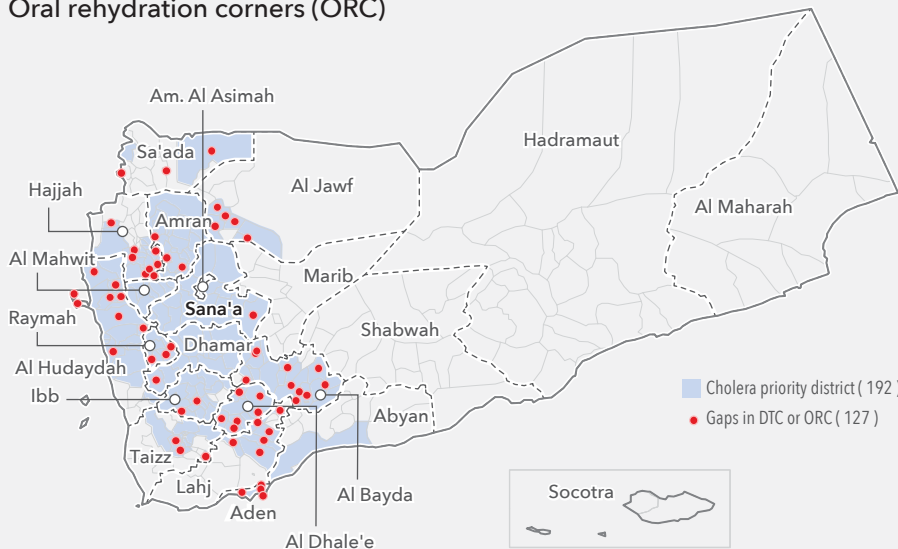 Oral rehydration corners (ORC)
Am. Al Asimah
Hadramaut
Sa'ada
Al Jawf
Hajjah
Al Maharah
Amran
Al Mahwit
Marib
Sana'a
Raymah
Shabwah
Dhamar
Al Hudaydah
Cholera priority district ( 192 )
Ibb
Abyan
Gaps in DTC or ORC ( 127 )
Taizz
Lahj
Al Bayda
Socotra
Aden
Al Dhale'e